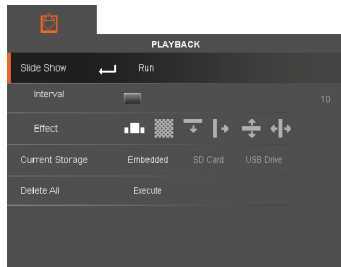 PLAYBACK
Slide Show Run
Interval 10
Effect
Current Storage Embedded SD Card USB Drive
Delete All Execute